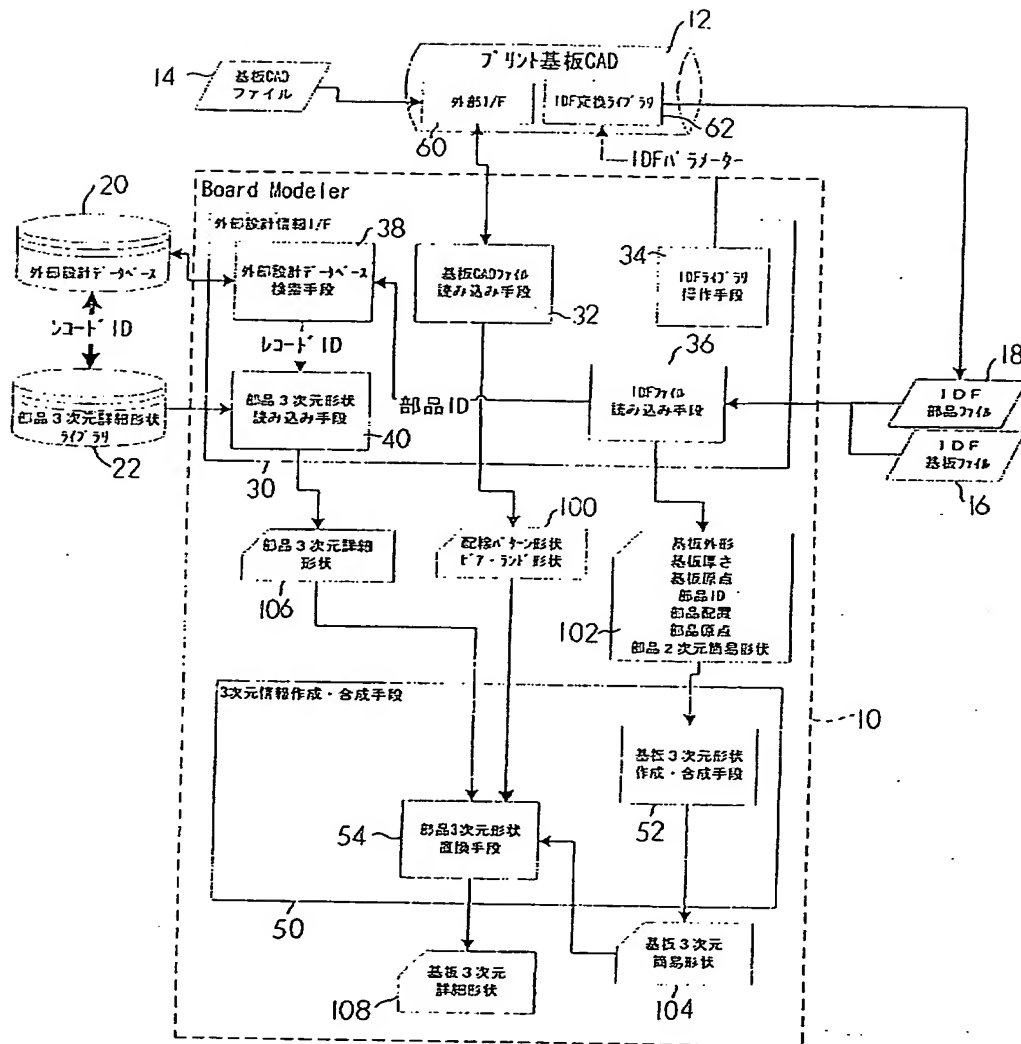 12
プリント基板CAD
14
基板CAD
ファイル
外部I/F
IDF変換ライブラリ
60
62
IDFパラメーター
20
Board Modeler
外部設計情報I/F
38
34
外部設計データベース
外部設計データベース
検索手段
基板CADファイル
読み込み手段
32
IDFライブラリ
操作手段
レコードID
レコードID
36
18
部品3次元詳細形状
ライブラリ
22
部品3次元形状
読み込み手段
40
部品ID
IDFファイル
読み込み手段
IDF
部品ファイル
IDF
基板ファイル
16
30
100
部品3次元詳細
形状
106
配線パターン形状
ビア・ランド形状
基板外形
基板厚さ
基板原点
部品ID
部品配置
部品原点
部品2次元簡易形状
102
3次元情報作成・合成手段
10
基板3次元形状
作成・合成手段
52
54
部品3次元形状
置換手段
50
基板3次元
詳細形状
108
基板3次元
簡易形状
104